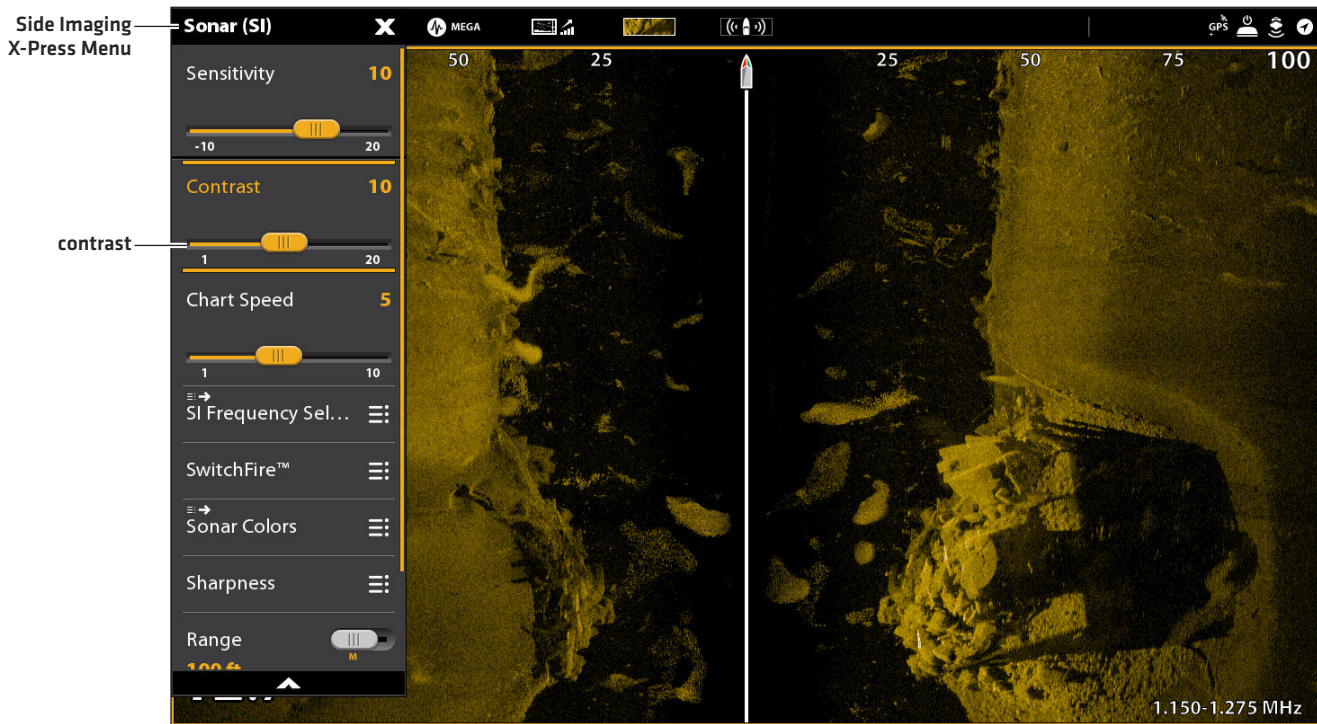 Side Imaging
X-Press Menu
Sonar (SI) X
MEGA
GPS
50 25 25 50 75 100
Sensitivity 10
-10 20
Contrast 10
contrast
1 20
Chart Speed 5
1 10
SI Frequency Sel...
SwitchFire™
Sonar Colors
Sharpness
Range
M
100 ft
1.150-1.275 MHz